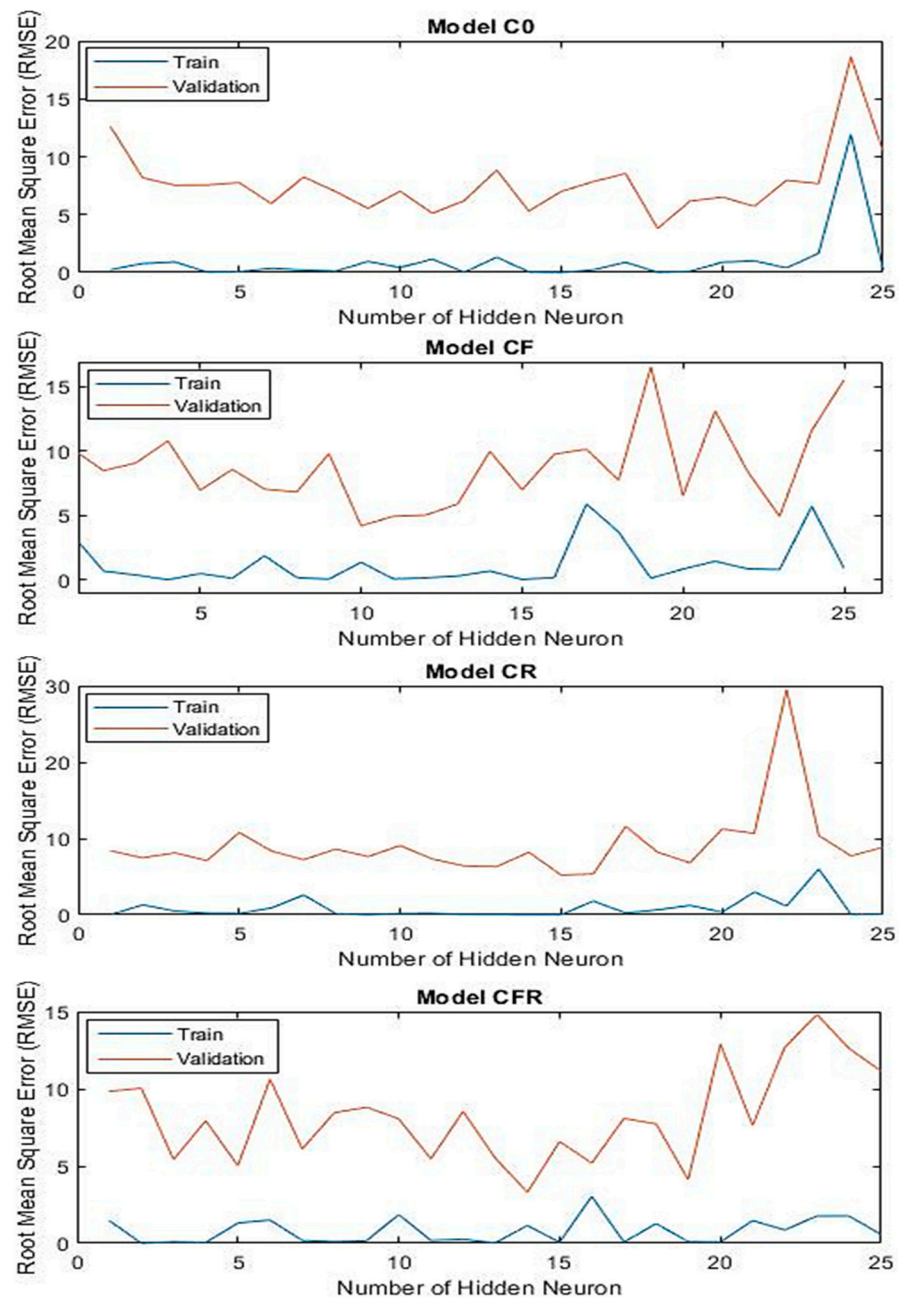 Model C0
Root Mean Square Error (RMSE)
20
15
10
5
0
Train
Validation
0 5 10 15 20 25
Number of Hidden Neuron
Model CF
Root Mean Square Error (RMSE)
15
10
5
0
Train
Validation
5 10 15 20 25
Number of Hidden Neuron
Model CR
Root Mean Square Error (RMSE)
30
20
10
0
Train
Validation
0 5 10 15 20 25
Number of Hidden Neuron
Model CFR
Root Mean Square Error (RMSE)
15
10
5
0
Train
Validation
0 5 10 15 20 25
Number of Hidden Neuron